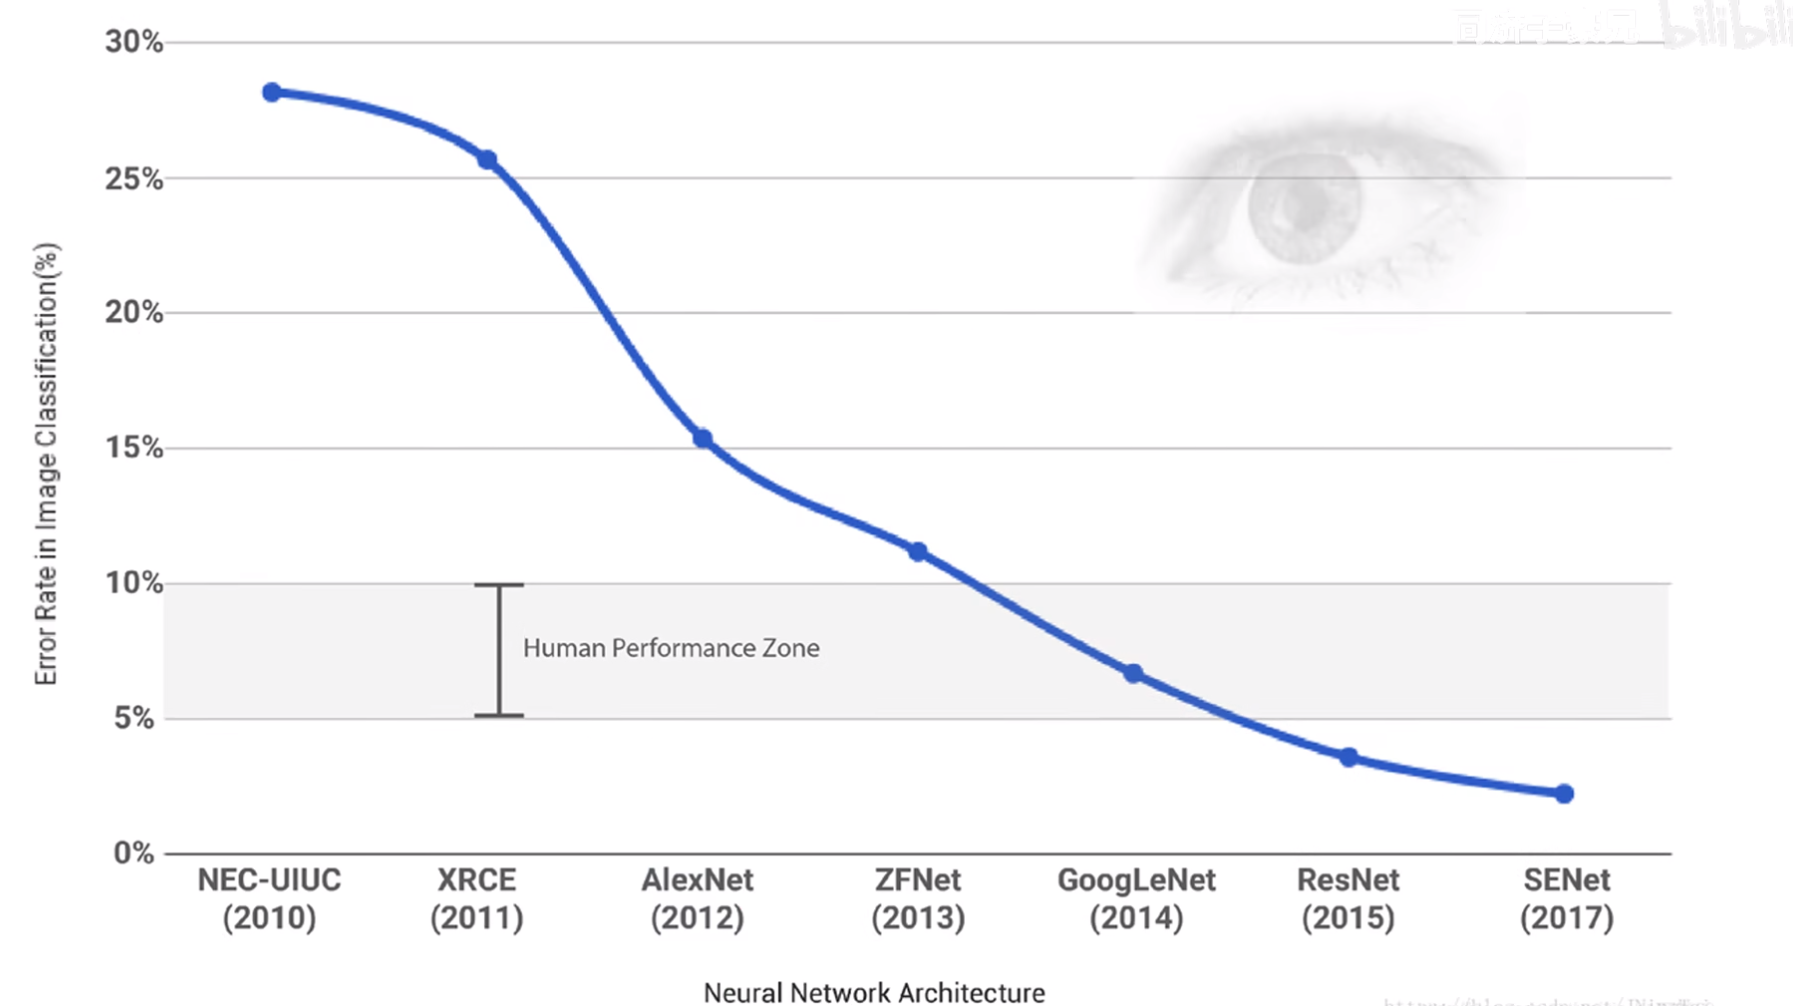 30%
25%
20%
15%
10%
5%
0%
Error Rate in Image Classification(%)
Human Performance Zone
NEC-UIUC
(2010)
XRCE
(2011)
AlexNet
(2012)
ZFNet
(2013)
GoogLeNet
(2014)
ResNet
(2015)
SENet
(2017)
Neural Network Architecture
bilibili